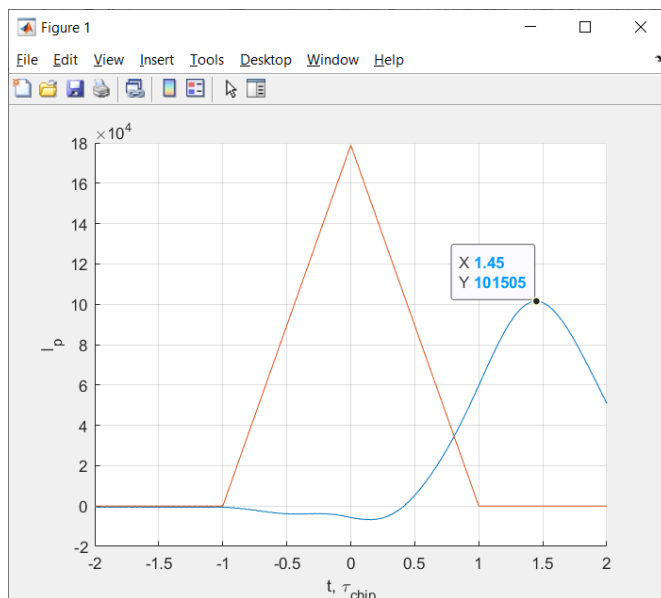 Figure 1
File Edit View Insert Tools Desktop Window Help
×10⁴
18
16
14
12
10
8
6
4
2
0
-2
I_p
X 1.45
Y 101505
-2 -1.5 -1 -0.5 0 0.5 1 1.5 2
t, τ_chip